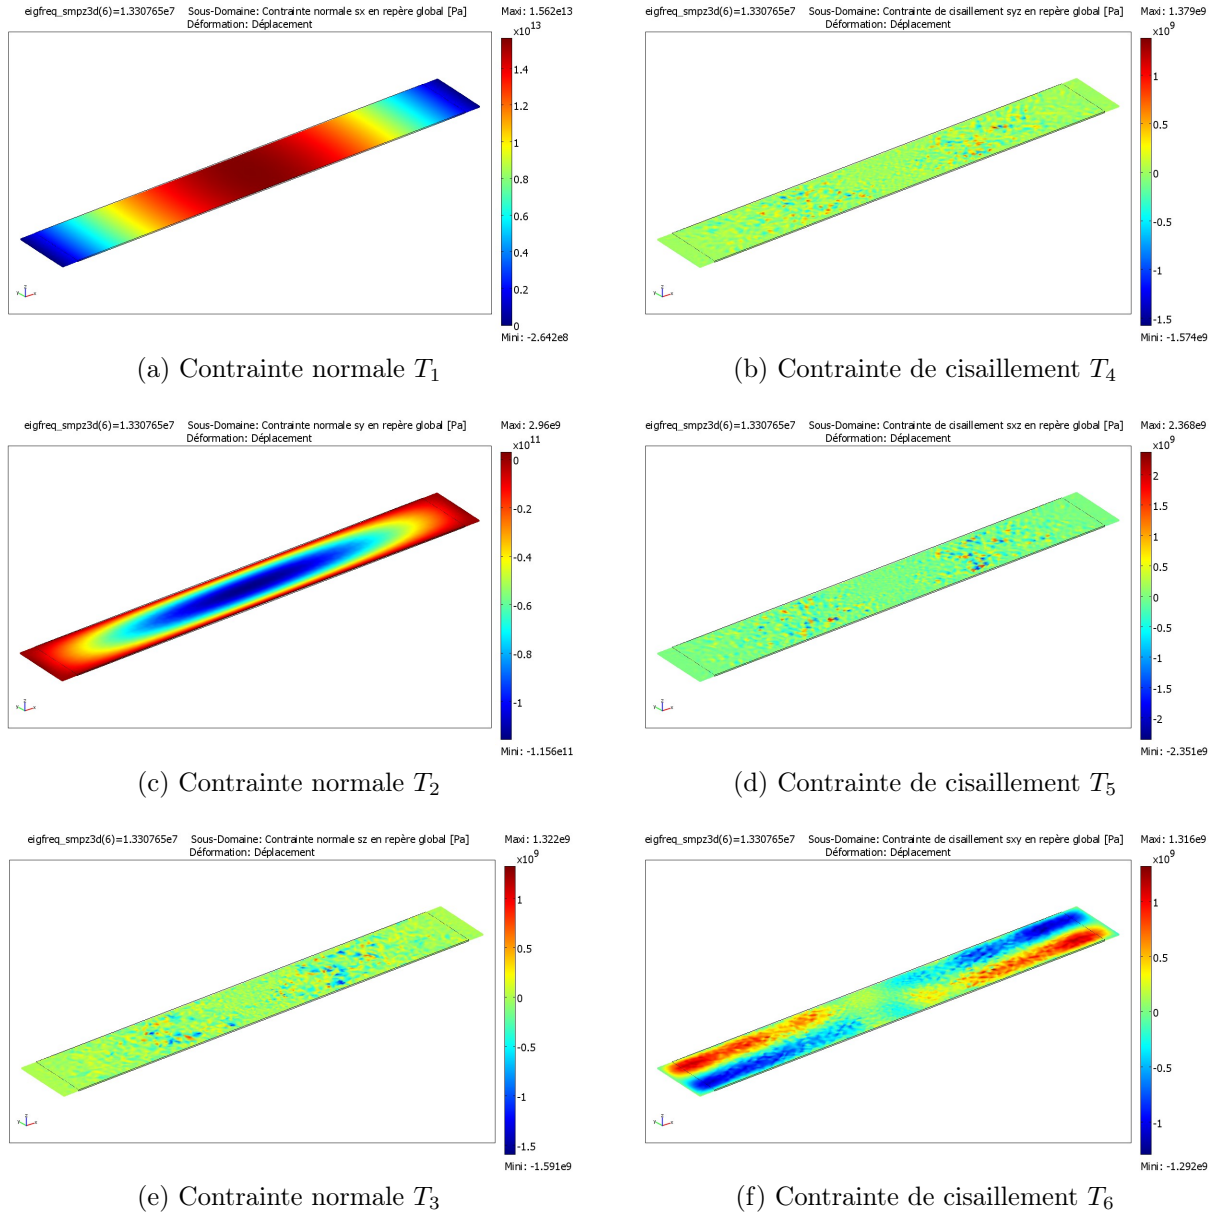 eigfreq_smpz3d(6)=1.330765e7 Sous-Domaine: Contrainte normale sx en repère global [Pa] Maxi: 1.562e13
Déformation: Déplacement
x10^13
1.4
1.2
1
0.8
0.6
0.4
0.2
0
Mini: -2.642e8
(a) Contrainte normale T_1
eigfreq_smpz3d(6)=1.330765e7 Sous-Domaine: Contrainte de cisaillement syz en repère global [Pa] Maxi: 1.379e9
Déformation: Déplacement
x10^9
1
0.5
0
-0.5
-1
-1.5
Mini: -1.574e9
(b) Contrainte de cisaillement T_4
eigfreq_smpz3d(6)=1.330765e7 Sous-Domaine: Contrainte normale sy en repère global [Pa] Maxi: 2.96e9
Déformation: Déplacement
x10^11
0
-0.2
-0.4
-0.6
-0.8
-1
Mini: -1.156e11
(c) Contrainte normale T_2
eigfreq_smpz3d(6)=1.330765e7 Sous-Domaine: Contrainte de cisaillement sxz en repère global [Pa] Maxi: 2.368e9
Déformation: Déplacement
x10^9
2
1.5
1
0.5
0
-0.5
-1
-1.5
-2
Mini: -2.351e9
(d) Contrainte de cisaillement T_5
eigfreq_smpz3d(6)=1.330765e7 Sous-Domaine: Contrainte normale sz en repère global [Pa] Maxi: 1.322e9
Déformation: Déplacement
x10^9
1
0.5
0
-0.5
-1
-1.5
Mini: -1.591e9
(e) Contrainte normale T_3
eigfreq_smpz3d(6)=1.330765e7 Sous-Domaine: Contrainte de cisaillement sxy en repère global [Pa] Maxi: 1.316e9
Déformation: Déplacement
x10^9
1
0.5
0
-0.5
-1
Mini: -1.292e9
(f) Contrainte de cisaillement T_6